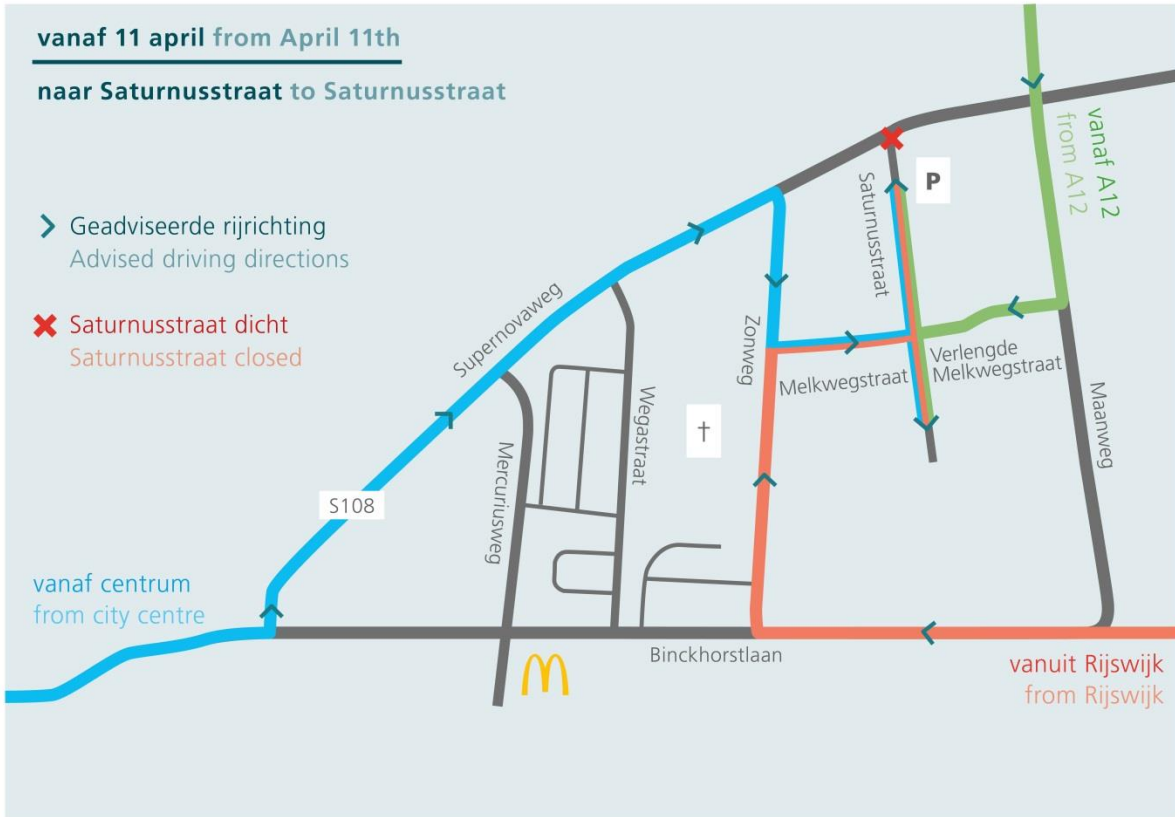 vanaf 11 april from April 11th
naar Saturnusstraat to Saturnusstraat
Geadviseerde rijrichting
Advised driving directions
Saturnusstraat dicht
Saturnusstraat closed
vanaf A12
from A12
P
Saturnusstraat
Supernovaweg
Zonweg
Melkwegstraat
Verlengde
Melkwegstraat
Maanweg
Wegastraat
Mercuriusweg
S108
vanaf centrum
from city centre
Binckhorstlaan
vanuit Rijswijk
from Rijswijk